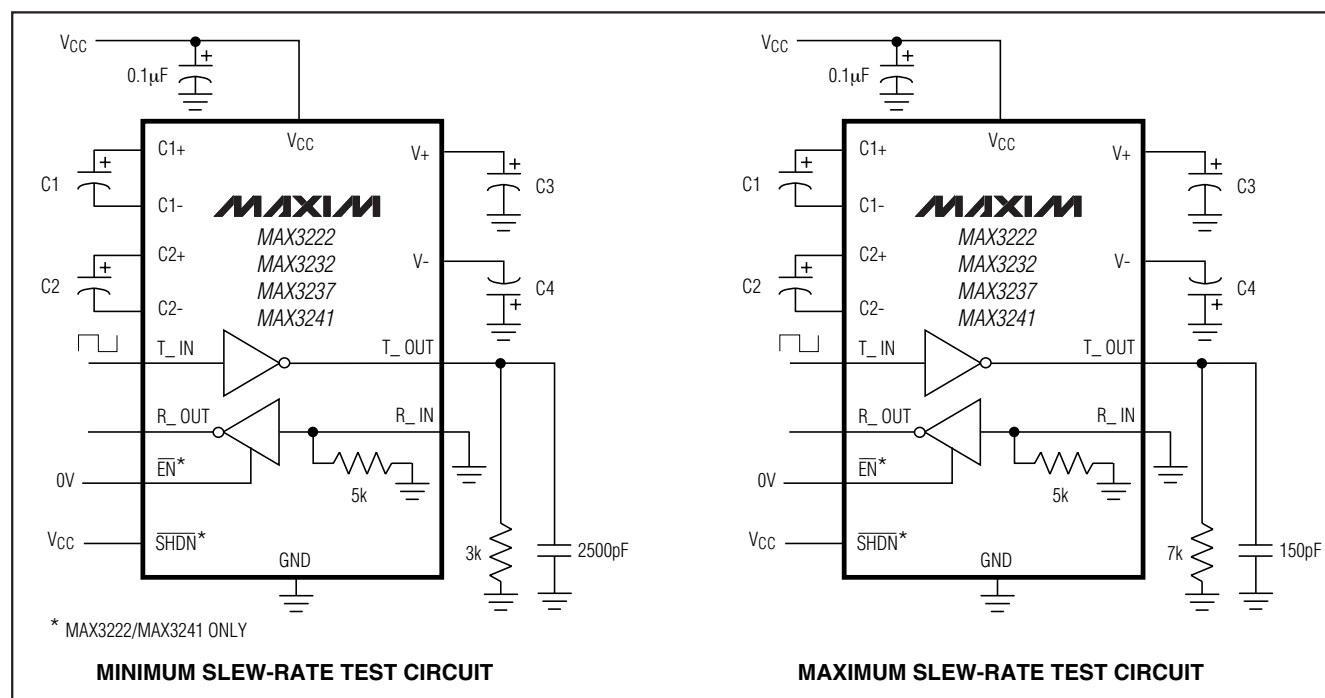 VCC
0.1μF
+
VCC
C1+
+
C1
C1-
V+
+
C3
MAXIM
MAX3222
MAX3232
MAX3237
MAX3241
C2+
+
C2
C2-
V-
C4
+
T_ IN
T_ OUT
R_ OUT
R_ IN
EN*
0V
5k
VCC
SHDN*
GND
3k
2500pF
* MAX3222/MAX3241 ONLY
MINIMUM SLEW-RATE TEST CIRCUIT
VCC
0.1μF
+
VCC
C1+
+
C1
C1-
V+
+
C3
MAXIM
MAX3222
MAX3232
MAX3237
MAX3241
C2+
+
C2
C2-
V-
C4
+
T_ IN
T_ OUT
R_ OUT
R_ IN
EN*
0V
5k
VCC
SHDN*
GND
7k
150pF
MAXIMUM SLEW-RATE TEST CIRCUIT